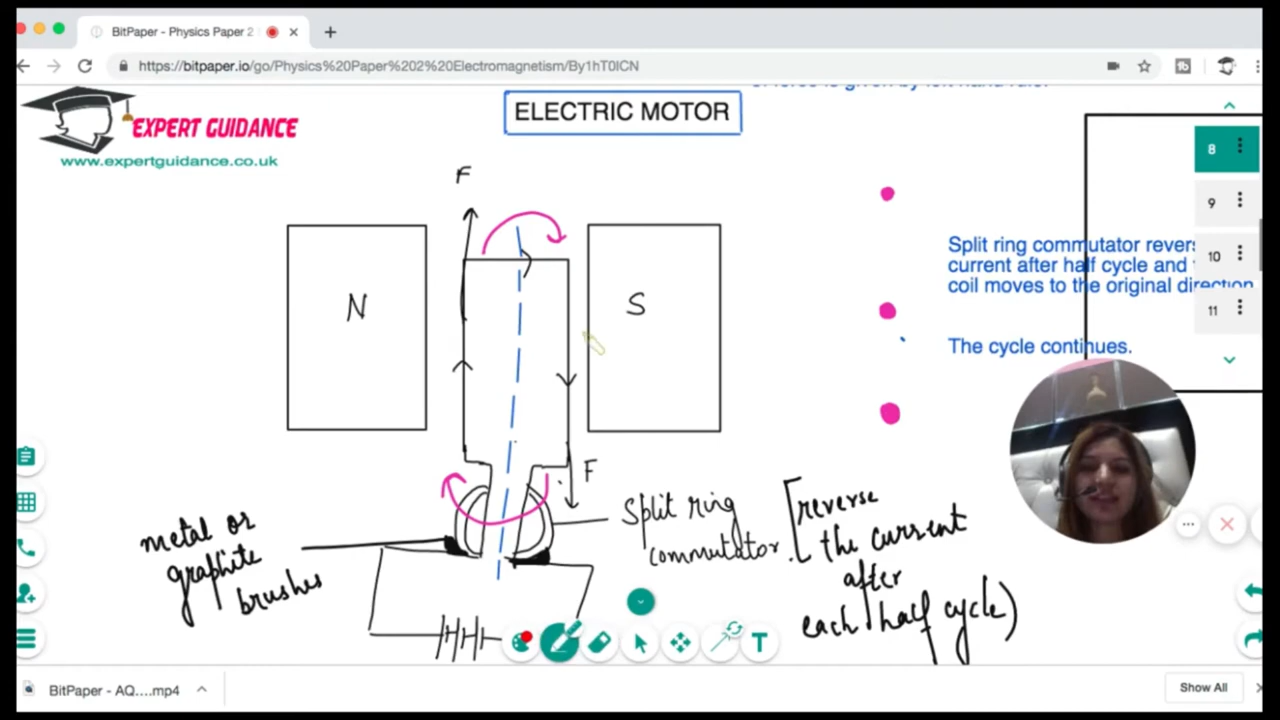 BitPaper - Physics Paper 2
https://bitpaper.io/go/Physics%20Paper%202%20Electromagnetism/By1hT0ICN
ELECTRIC MOTOR
EXPERT GUIDANCE
www.expertguidance.co.uk
8
9
10
11
F
N
S
Split ring commutator revers
current after half cycle and
coil moves to the original direction
The cycle continues.
F
Split ring
commutator
[reverse
the current
after
each half cycle)
metal or
graphite
brushes
T
BitPaper - AQ....mp4
Show All